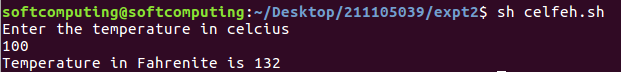 softcomputing@softcomputing:~/Desktop/211105039/expt2$ sh celfeh.sh
Enter the temperature in celcius
100
Temperature in Fahrenite is 132